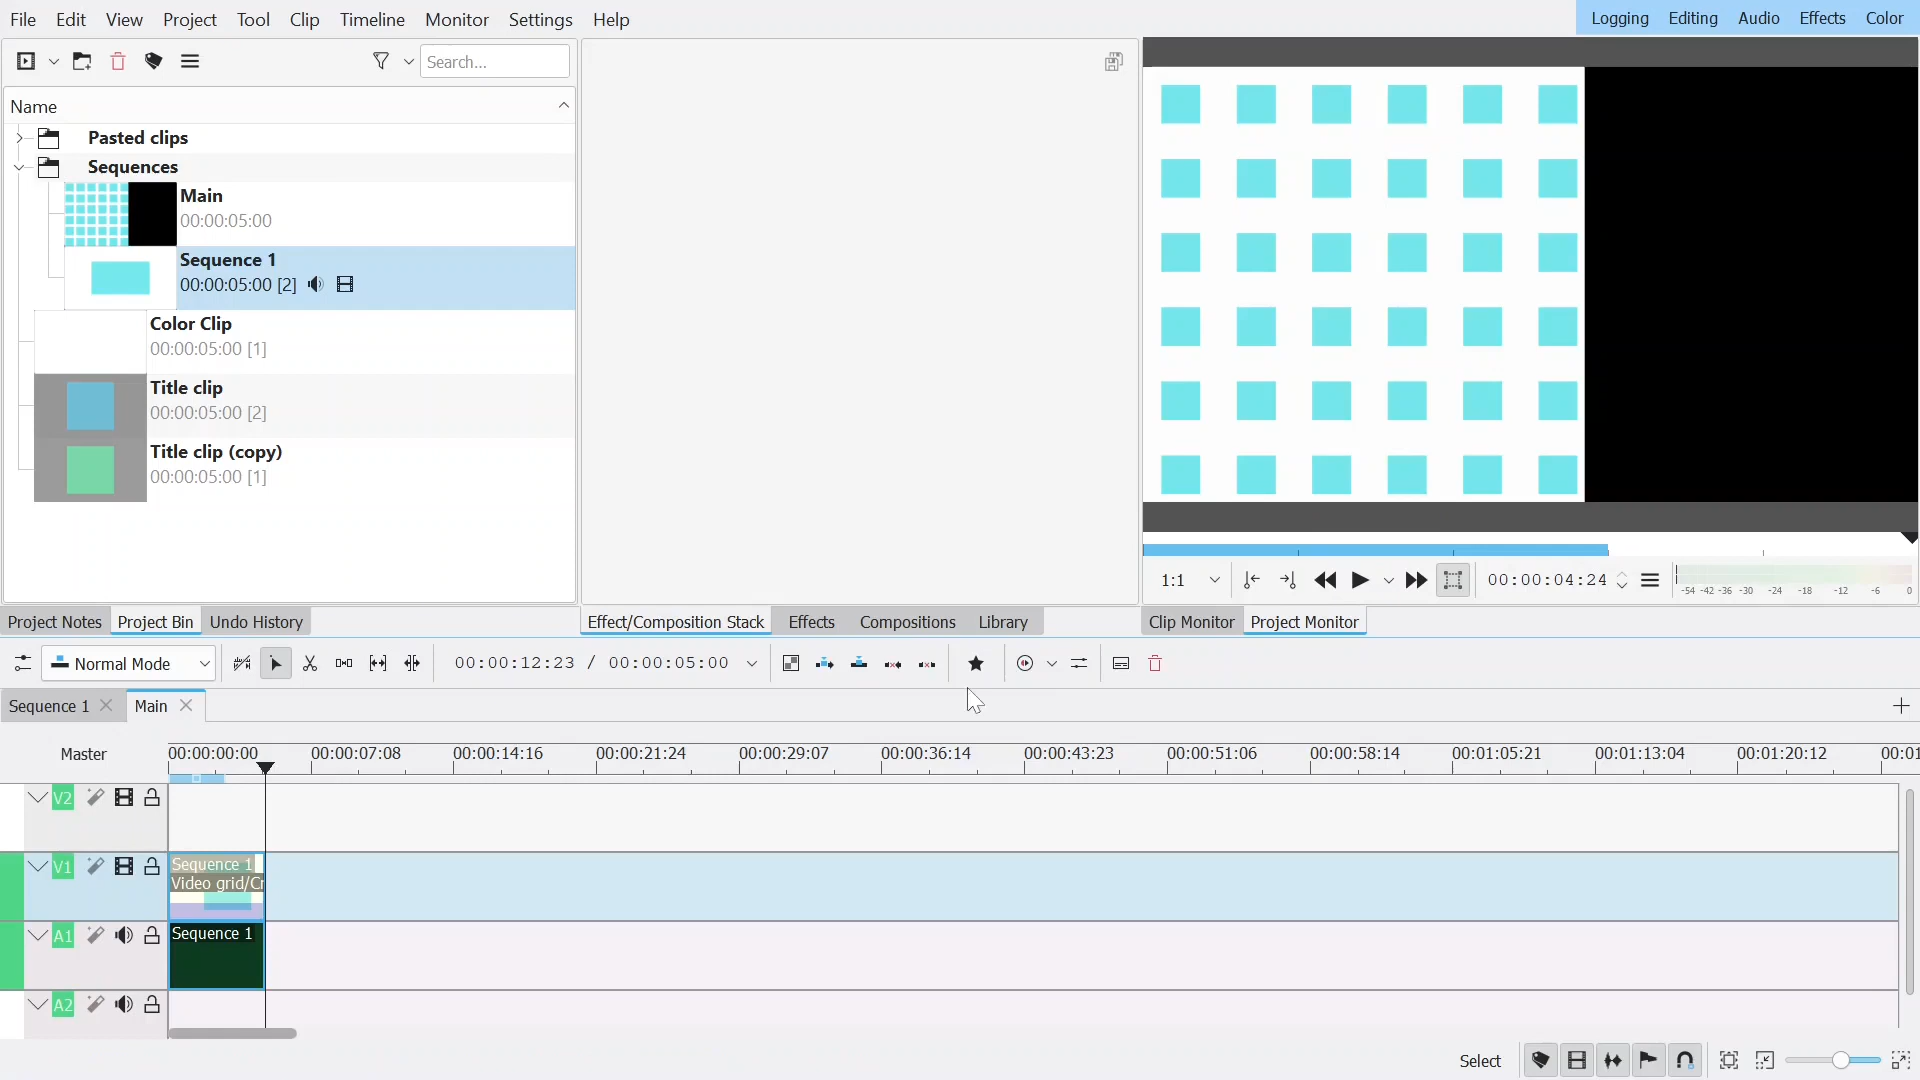 File Edit View Project Tool Clip Timeline Monitor Settings Help
Logging Editing Audio Effects Color
Search...
Name
Pasted clips
Sequences
Main
00:00:05:00
Sequence 1
00:00:05:00 [2]
Color Clip
00:00:05:00 [1]
Title clip
00:00:05:00 [2]
Title clip (copy)
00:00:05:00 [1]
1:1
00:00:04:24
-54 -42 -36 -30 -24 -18 -12 -6 0
Project Notes Project Bin Undo History
Effect/Composition Stack Effects Compositions Library
Clip Monitor Project Monitor
Normal Mode
00:00:12:23 / 00:00:05:00
Sequence 1 Main
Master
00:00:00:00 00:00:07:08 00:00:14:16 00:00:21:24 00:00:29:07 00:00:36:14 00:00:43:23 00:00:51:06 00:00:58:14 00:01:05:21 00:01:13:04 00:01:20:12 00:01
V2
V1
Sequence 1
Video grid/Cr
A1
Sequence 1
A2
Select